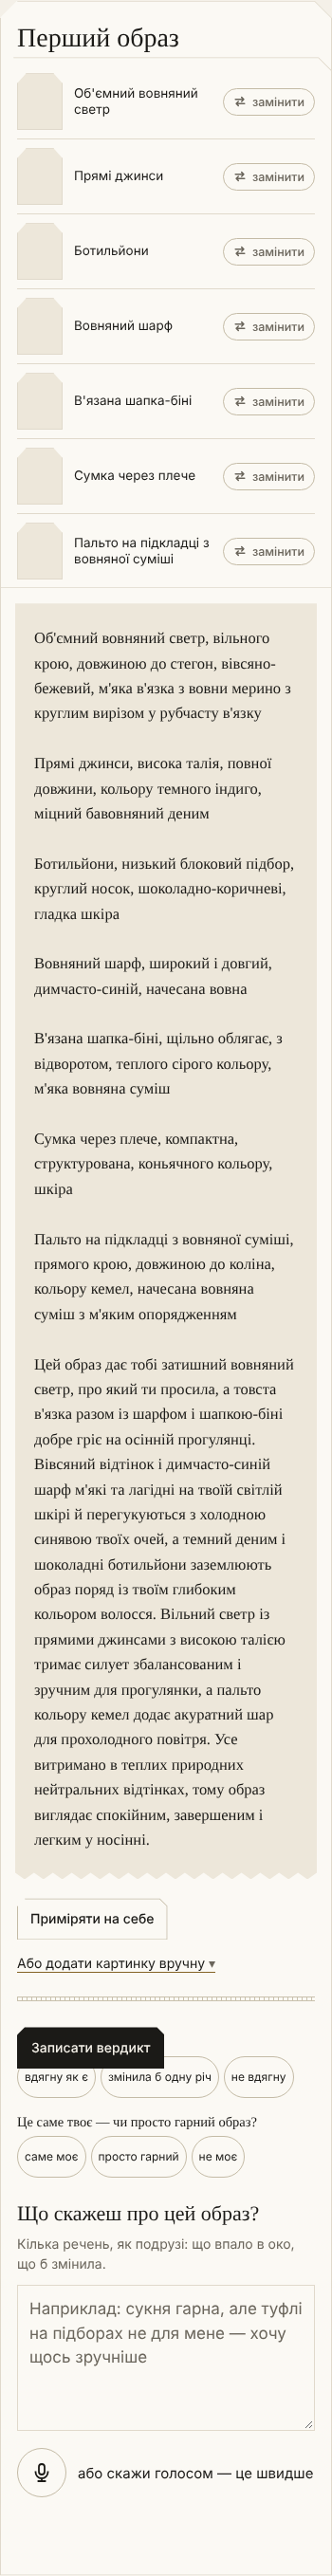 Перший образ
Об'ємний вовняний
светр
⇄ замінити
Прямі джинси
⇄ замінити
Ботильйони
⇄ замінити
Вовняний шарф
⇄ замінити
В'язана шапка-біні
⇄ замінити
Сумка через плече
⇄ замінити
Пальто на підкладці з
вовняної суміші
⇄ замінити
Об'ємний вовняний светр, вільного
крою, довжиною до стегон, вівсяно-
бежевий, м'яка в'язка з вовни мерино з
круглим вирізом у рубчасту в'язку
Прямі джинси, висока талія, повної
довжини, кольору темного індиго,
міцний бавовняний деним
Ботильйони, низький блоковий підбор,
круглий носок, шоколадно-коричневі,
гладка шкіра
Вовняний шарф, широкий і довгий,
димчасто-синій, начесана вовна
В'язана шапка-біні, щільно облягає, з
відворотом, теплого сірого кольору,
м'яка вовняна суміш
Сумка через плече, компактна,
структурована, коньячного кольору,
шкіра
Пальто на підкладці з вовняної суміші,
прямого крою, довжиною до коліна,
кольору кемел, начесана вовняна
суміш з м'яким опорядженням
Цей образ дає тобі затишний вовняний
светр, про який ти просила, а товста
в'язка разом із шарфом і шапкою-біні
добре гріє на осінній прогулянці.
Вівсяний відтінок і димчасто-синій
шарф м'які та лагідні на твоїй світлій
шкірі й перегукуються з холодною
синявою твоїх очей, а темний деним і
шоколадні ботильйони заземлюють
образ поряд із твоїм глибоким
кольором волосся. Вільний светр із
прямими джинсами з високою талією
тримає силует збалансованим і
зручним для прогулянки, а пальто
кольору кемел додає акуратний шар
для прохолодного повітря. Усе
витримано в теплих природних
нейтральних відтінках, тому образ
виглядає спокійним, завершеним і
легким у носінні.
Приміряти на себе
Або додати картинку вручну ▾
Записати вердикт
вдягну як є
змінила б одну річ
не вдягну
Це саме твоє — чи просто гарний образ?
саме моє
просто гарний
не моє
Що скажеш про цей образ?
Кілька речень, як подрузі: що впало в око,
що б змінила.
Наприклад: сукня гарна, але туфлі
на підборах не для мене — хочу
щось зручніше
або скажи голосом — це швидше